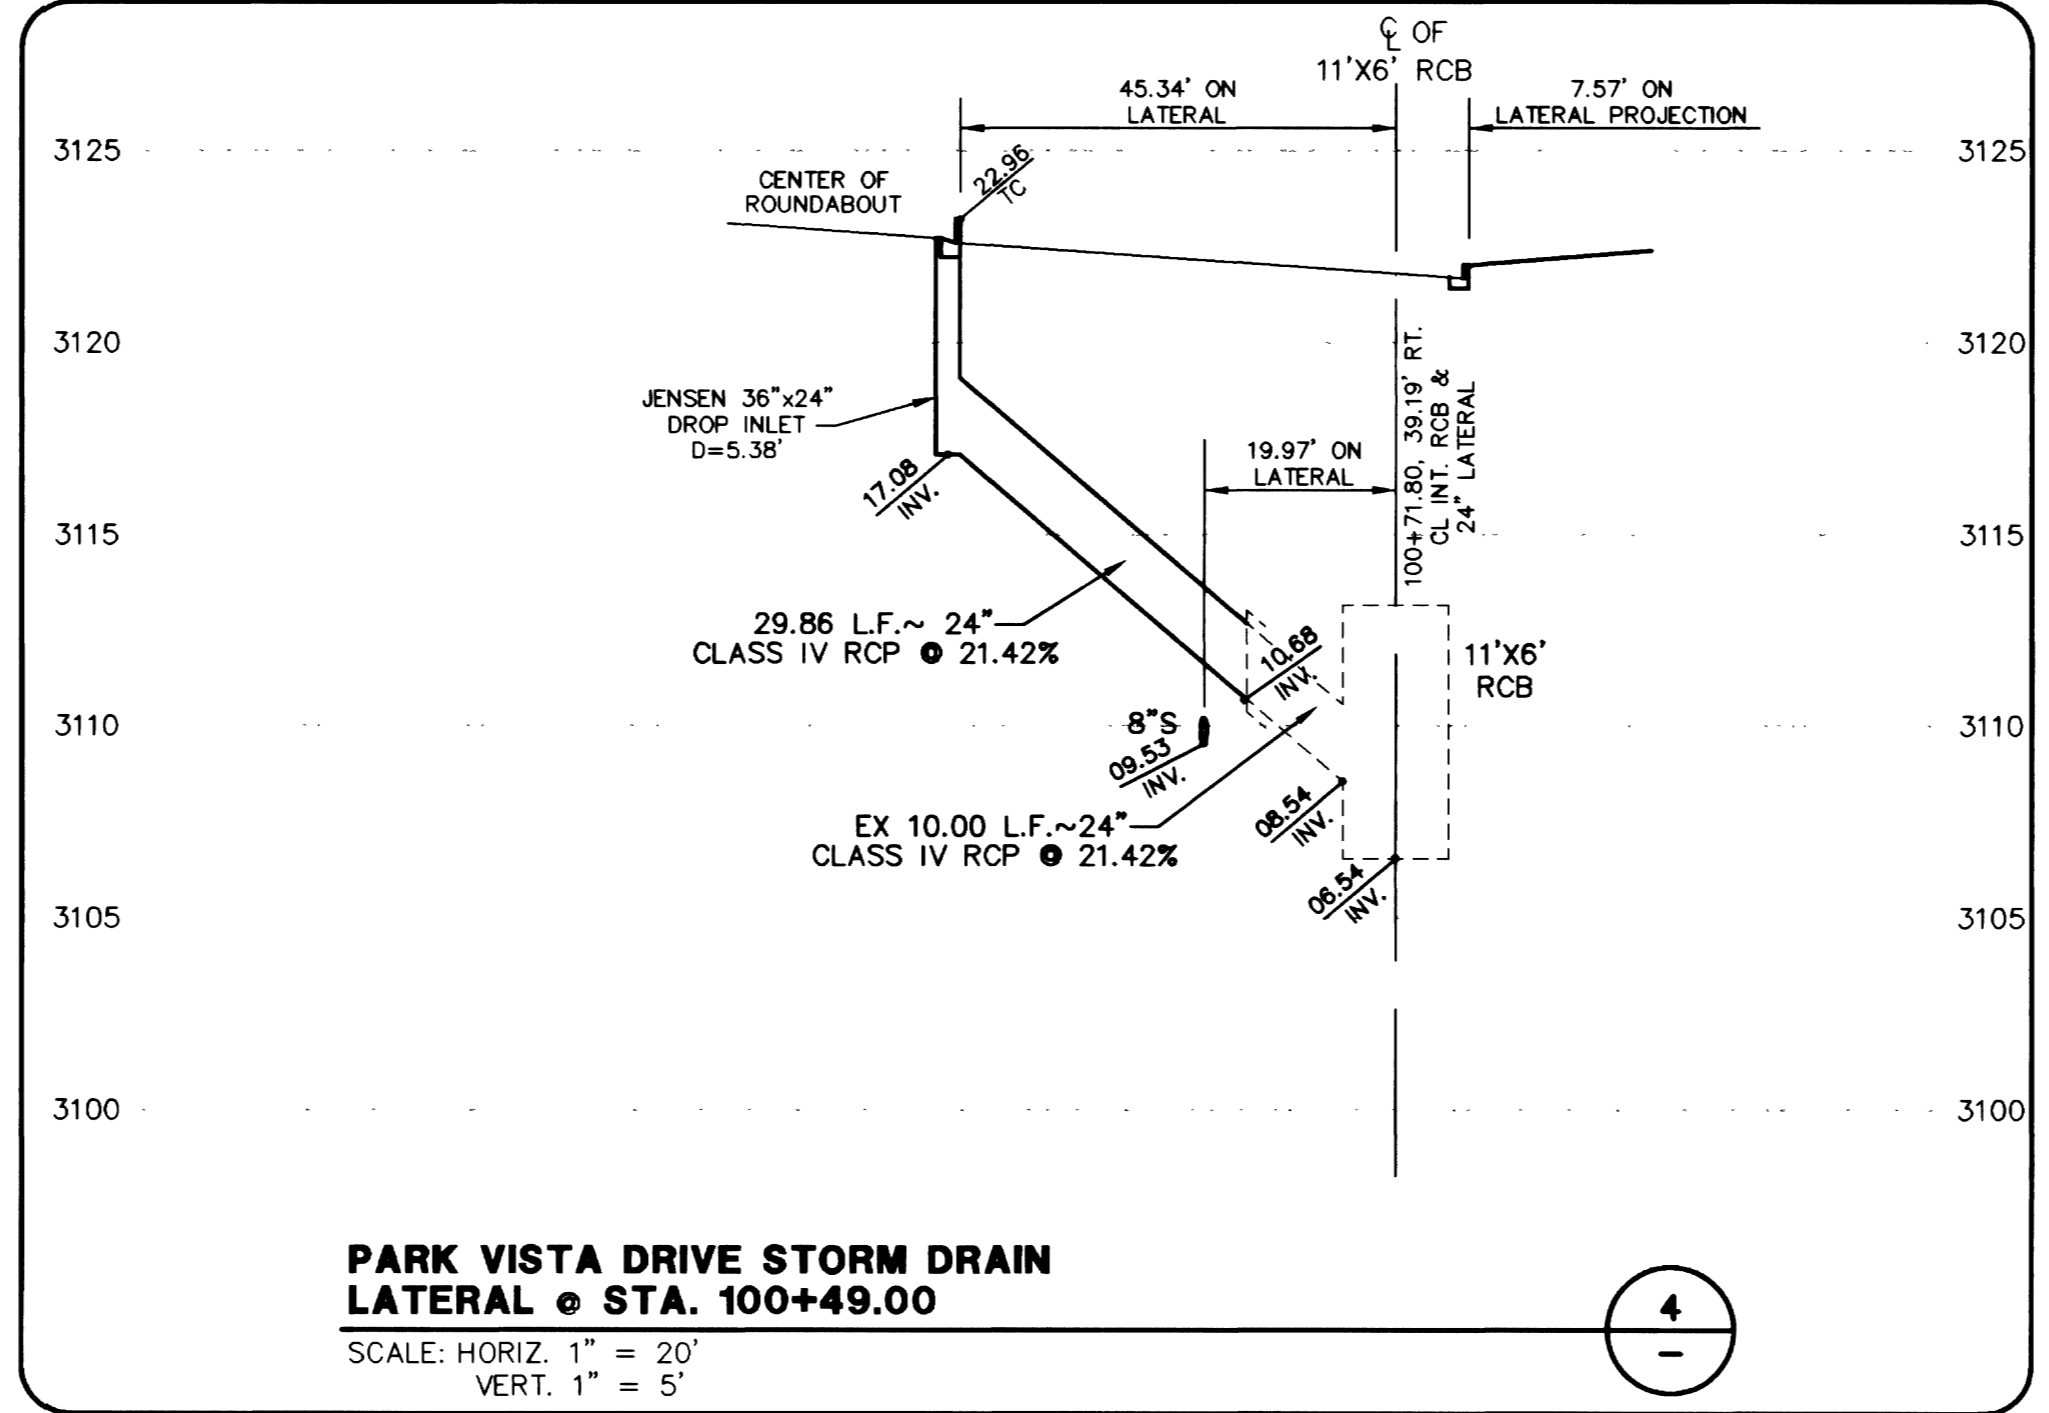 ℄ OF
11'X6' RCB
45.34' ON
LATERAL
7.57' ON
LATERAL PROJECTION
3125
3125
22.96
TC
CENTER OF
ROUNDABOUT
3120
3120
100+71.80, 39.19' RT.
CL INT. RCB &
24" LATERAL
JENSEN 36"x24"
DROP INLET
D=5.38'
19.97' ON
LATERAL
17.08
INV.
3115
3115
29.86 L.F.~ 24"
CLASS IV RCP @ 21.42%
10.68
INV.
11'X6'
RCB
3110
3110
8"S
09.53
INV.
EX 10.00 L.F.~24"
CLASS IV RCP @ 21.42%
08.54
INV.
06.54
INV.
3105
3105
3100
3100
PARK VISTA DRIVE STORM DRAIN
LATERAL @ STA. 100+49.00
SCALE: HORIZ. 1" = 20'
VERT. 1" = 5'
4
–